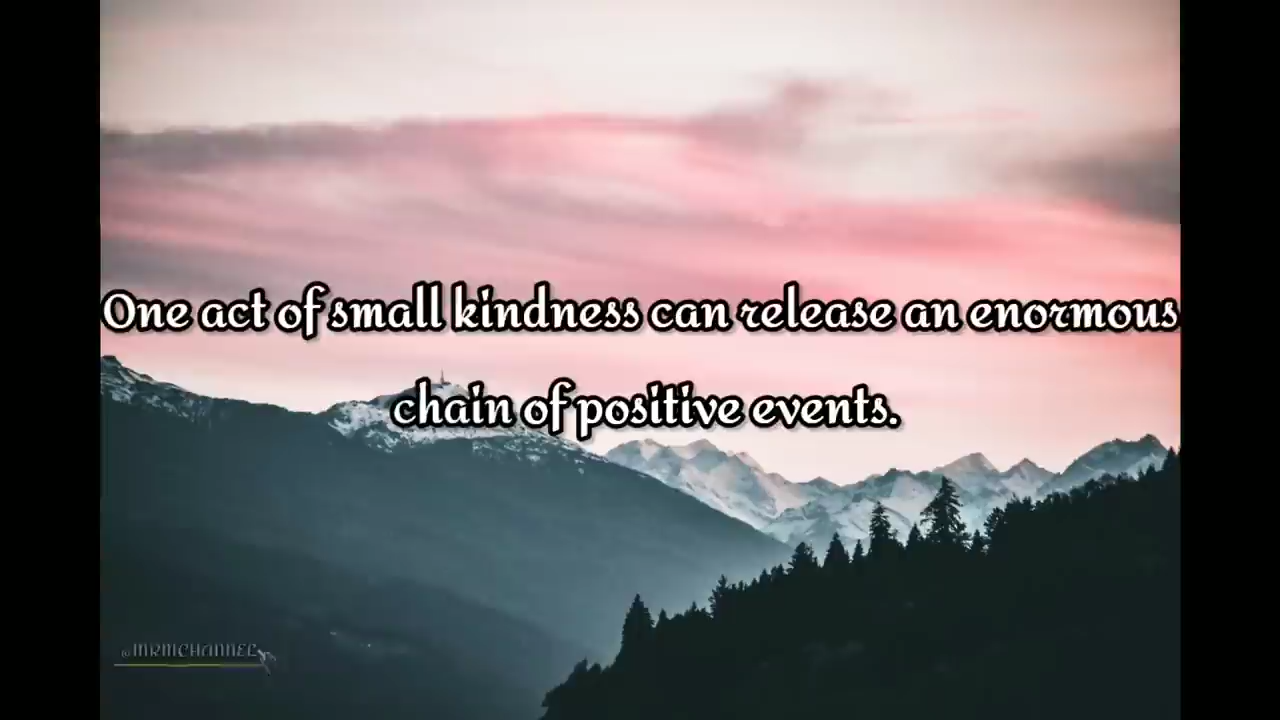 One act of small kindness can release an enormous
chain of positive events.
@MRMCHANNEL